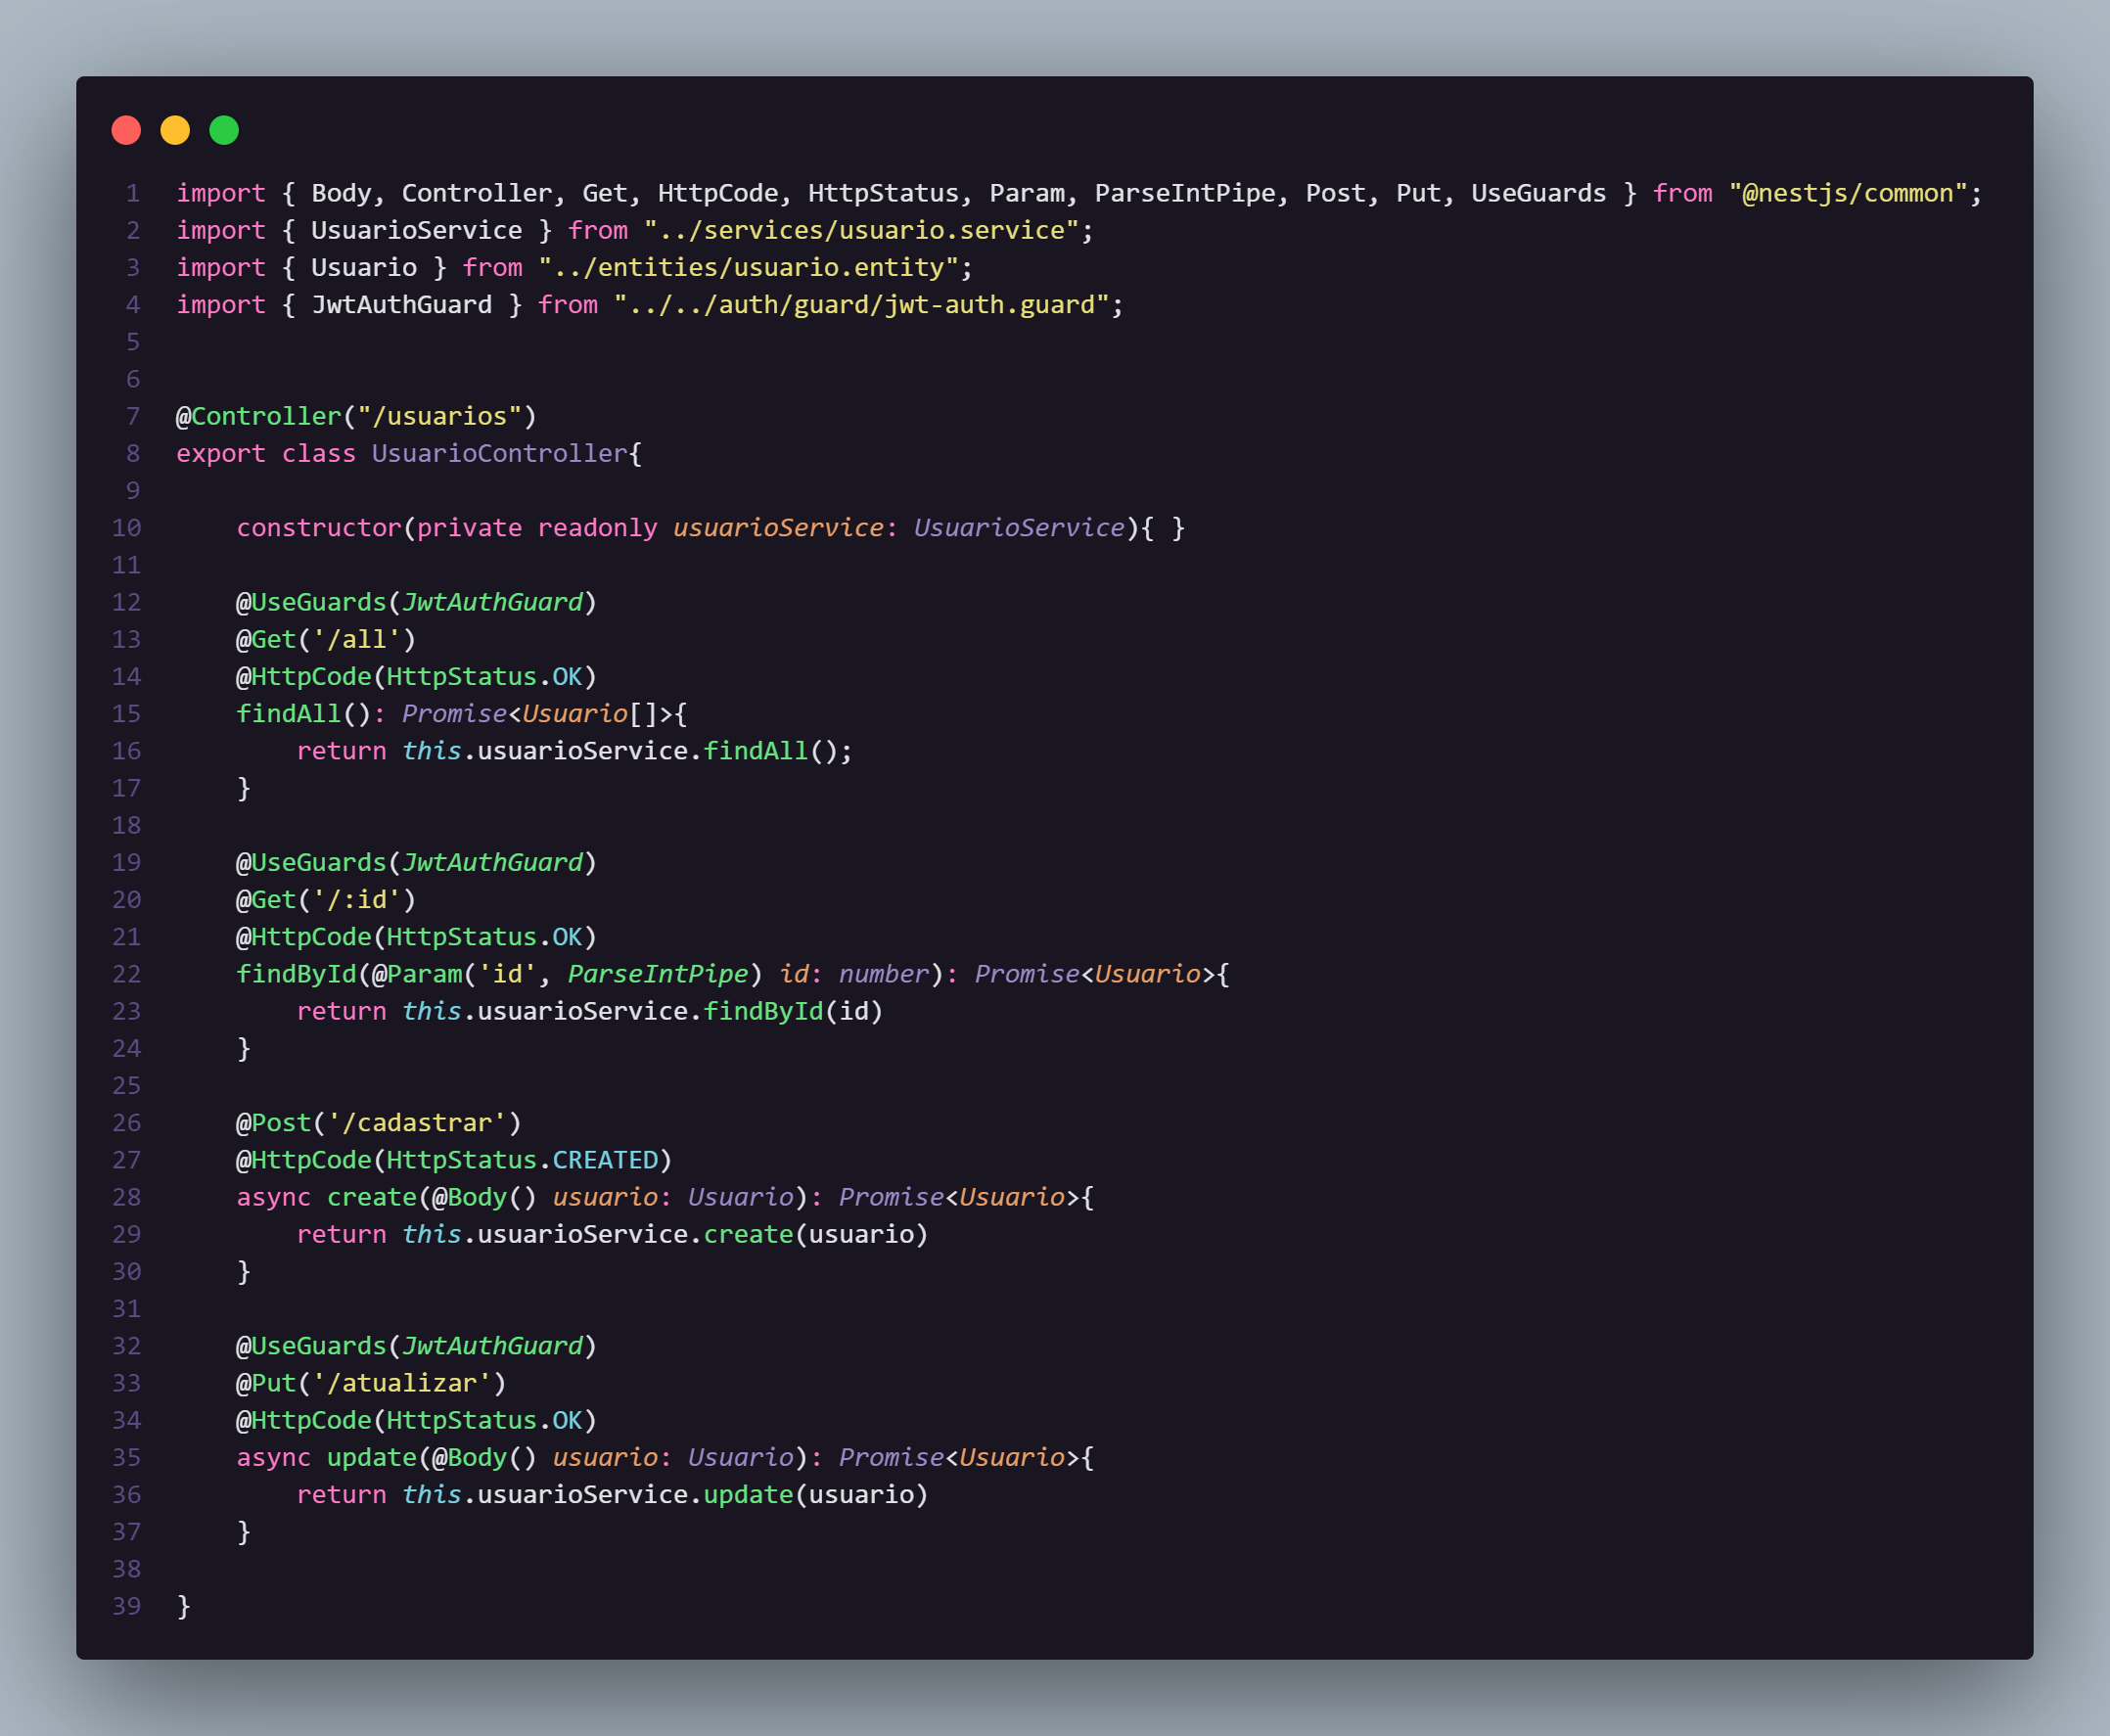 1 import { Body, Controller, Get, HttpCode, HttpStatus, Param, ParseIntPipe, Post, Put, UseGuards } from "@nestjs/common";
2 import { UsuarioService } from "../services/usuario.service";
3 import { Usuario } from "../entities/usuario.entity";
4 import { JwtAuthGuard } from "../../auth/guard/jwt-auth.guard";
5
6
7 @Controller("/usuarios")
8 export class UsuarioController{
9
10     constructor(private readonly usuarioService: UsuarioService){ }
11
12     @UseGuards(JwtAuthGuard)
13     @Get('/all')
14     @HttpCode(HttpStatus.OK)
15     findAll(): Promise<Usuario[]>{
16         return this.usuarioService.findAll();
17     }
18
19     @UseGuards(JwtAuthGuard)
20     @Get('/:id')
21     @HttpCode(HttpStatus.OK)
22     findById(@Param('id', ParseIntPipe) id: number): Promise<Usuario>{
23         return this.usuarioService.findById(id)
24     }
25
26     @Post('/cadastrar')
27     @HttpCode(HttpStatus.CREATED)
28     async create(@Body() usuario: Usuario): Promise<Usuario>{
29         return this.usuarioService.create(usuario)
30     }
31
32     @UseGuards(JwtAuthGuard)
33     @Put('/atualizar')
34     @HttpCode(HttpStatus.OK)
35     async update(@Body() usuario: Usuario): Promise<Usuario>{
36         return this.usuarioService.update(usuario)
37     }
38
39 }